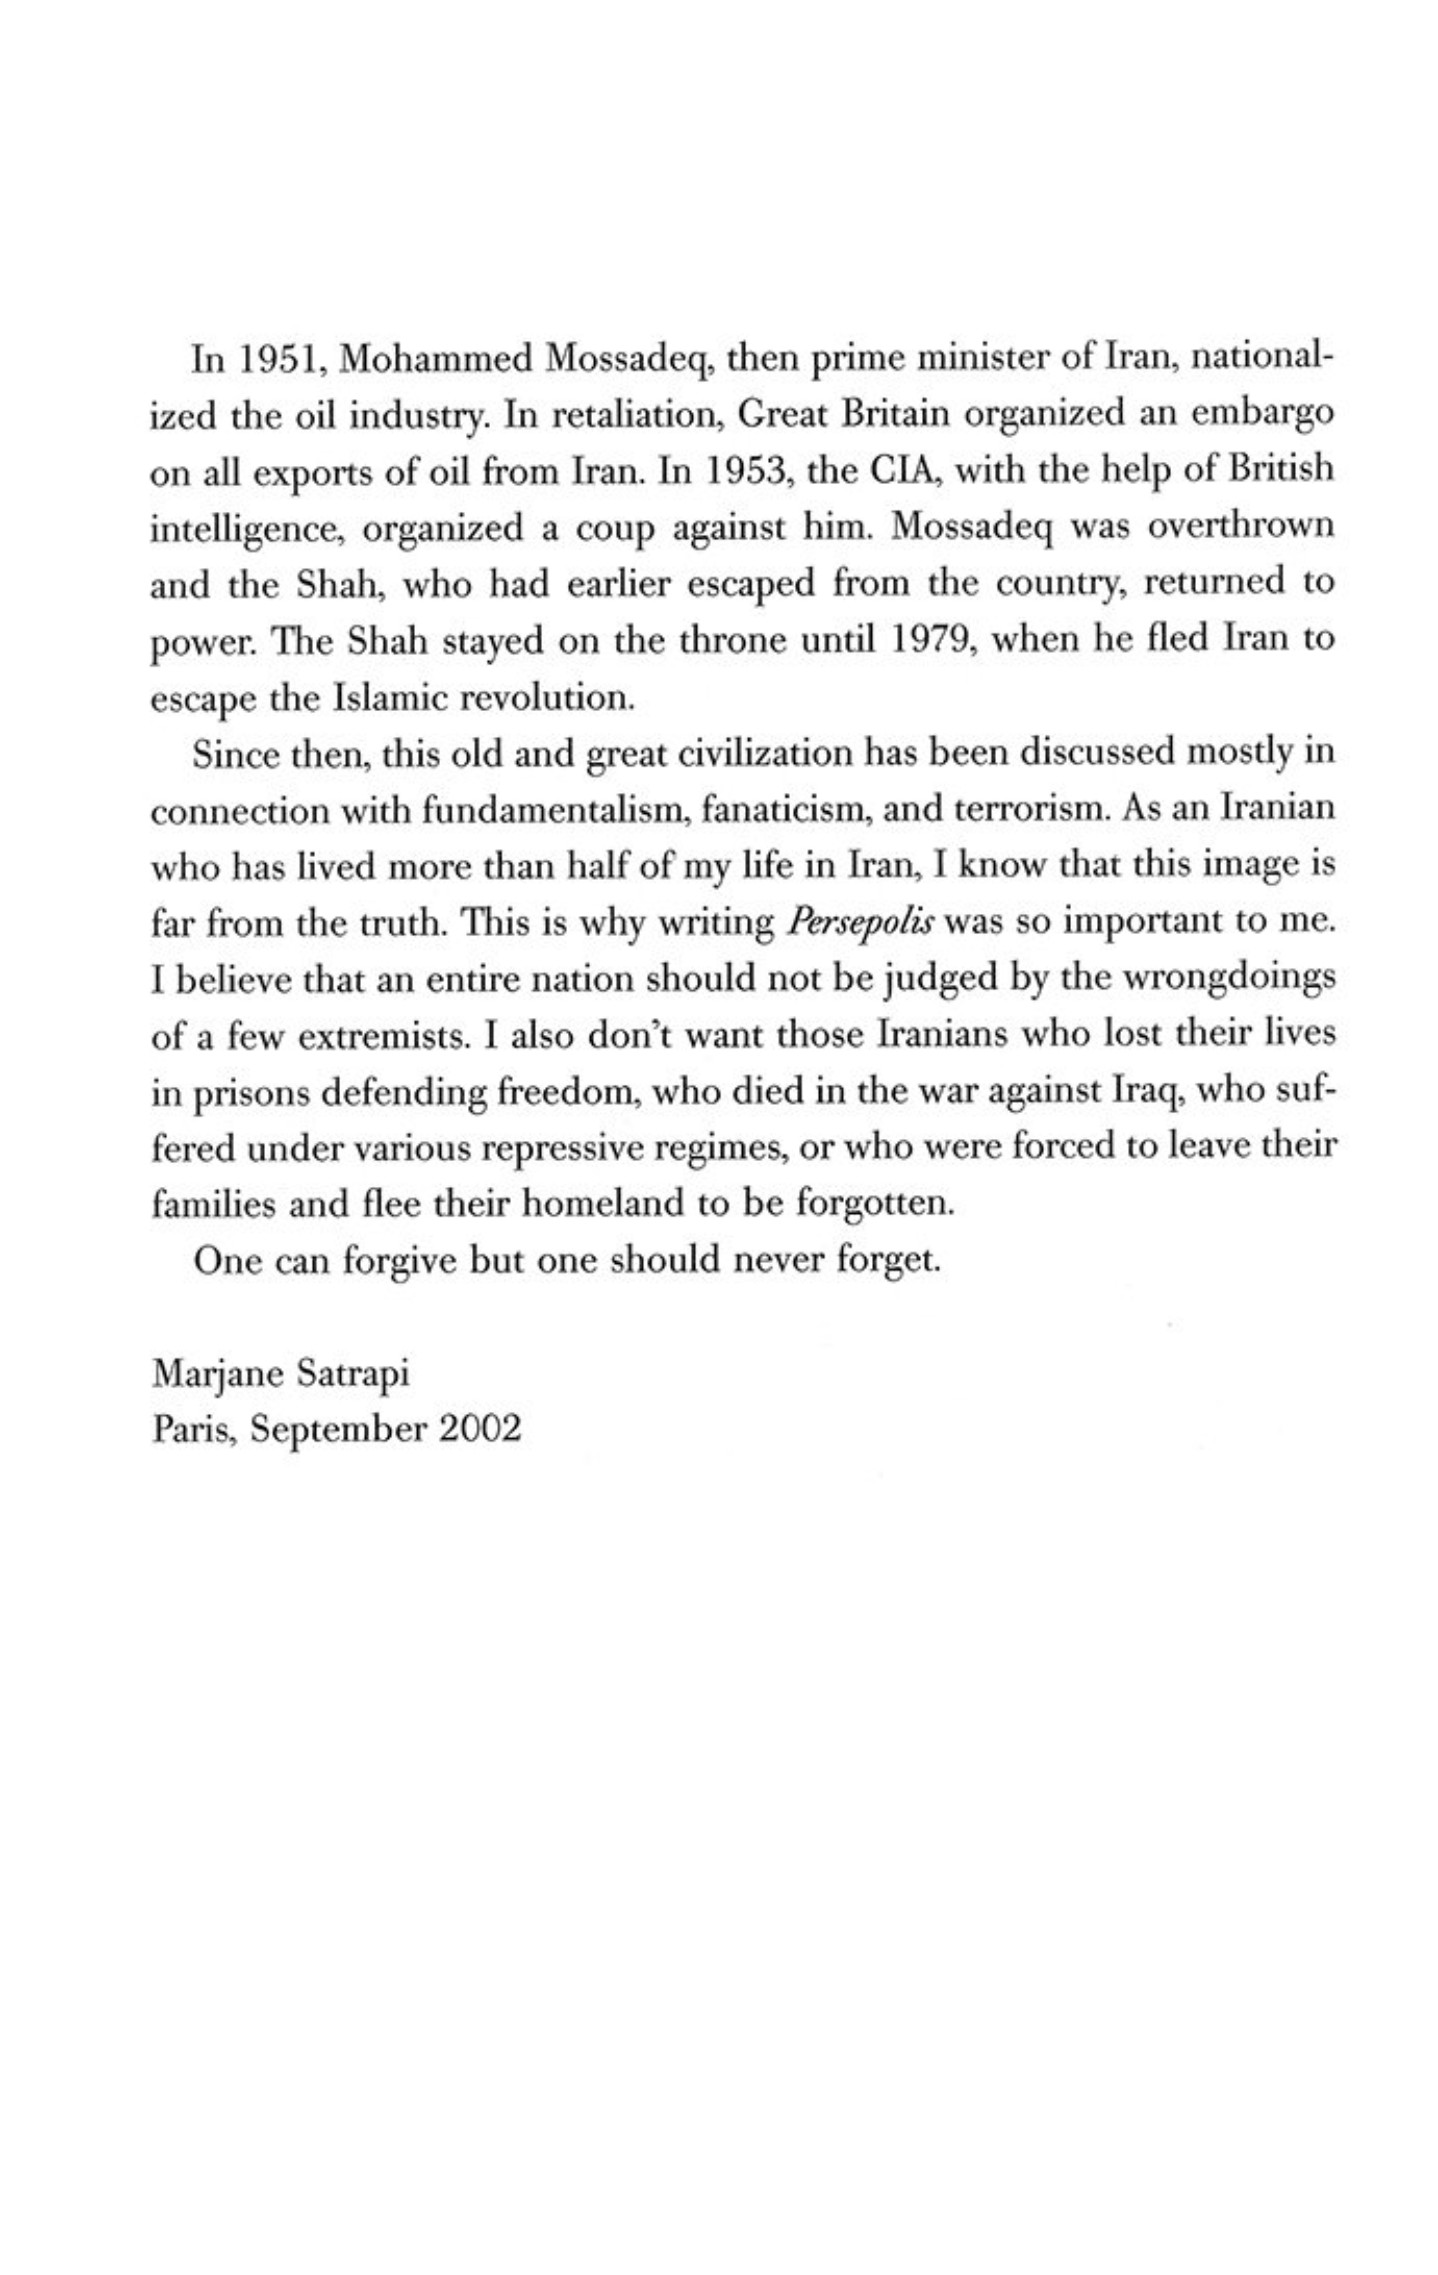 In 1951, Mohammed Mossadeq, then prime minister of Iran, national-
ized the oil industry. In retaliation, Great Britain organized an embargo
on all exports of oil from Iran. In 1953, the CIA, with the help of British
intelligence, organized a coup against him. Mossadeq was overthrown
and the Shah, who had earlier escaped from the country, returned to
power. The Shah stayed on the throne until 1979, when he fled Iran to
escape the Islamic revolution.
Since then, this old and great civilization has been discussed mostly in
connection with fundamentalism, fanaticism, and terrorism. As an Iranian
who has lived more than half of my life in Iran, I know that this image is
far from the truth. This is why writing Persepolis was so important to me.
I believe that an entire nation should not be judged by the wrongdoings
of a few extremists. I also don't want those Iranians who lost their lives
in prisons defending freedom, who died in the war against Iraq, who suf-
fered under various repressive regimes, or who were forced to leave their
families and flee their homeland to be forgotten.
One can forgive but one should never forget.
Marjane Satrapi
Paris, September 2002